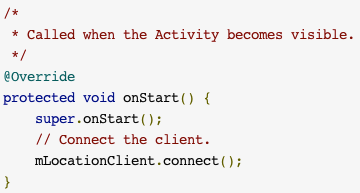 /*
 * Called when the Activity becomes visible.
 */
@Override
protected void onStart() {
    super.onStart();
    // Connect the client.
    mLocationClient.connect();
}